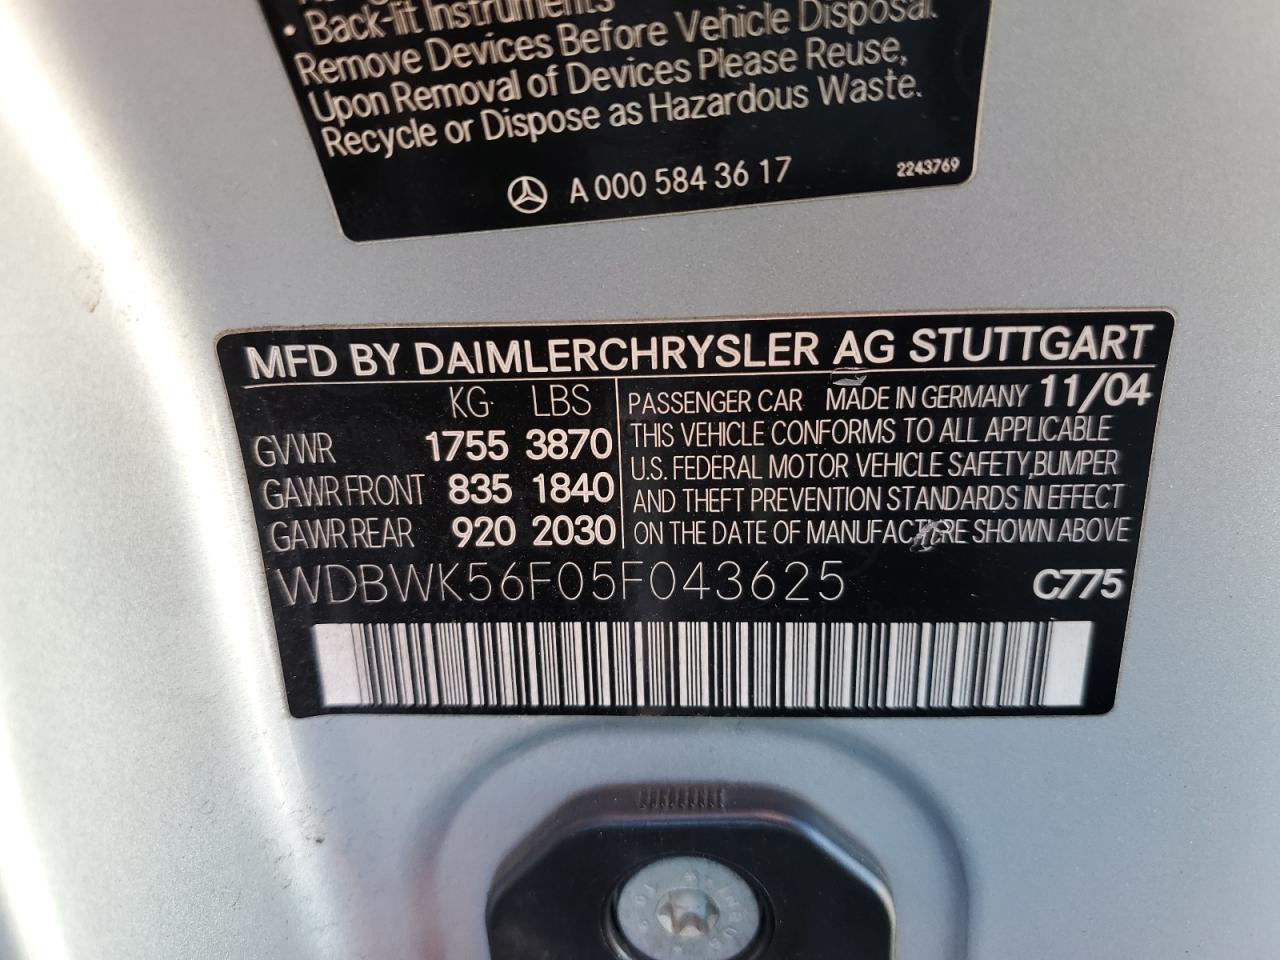 • Back-lit Instruments
Remove Devices Before Vehicle Disposal.
Upon Removal of Devices Please Reuse,
Recycle or Dispose as Hazardous Waste.
A 000 584 36 17
2243769
MFD BY DAIMLERCHRYSLER AG STUTTGART
KG LBS
GVWR 1755 3870
GAWR FRONT 835 1840
GAWR REAR 920 2030
PASSENGER CAR MADE IN GERMANY 11/04
THIS VEHICLE CONFORMS TO ALL APPLICABLE
U.S. FEDERAL MOTOR VEHICLE SAFETY,BUMPER
AND THEFT PREVENTION STANDARDS IN EFFECT
ON THE DATE OF MANUFACTURE SHOWN ABOVE
WDBWK56F05F043625
C775